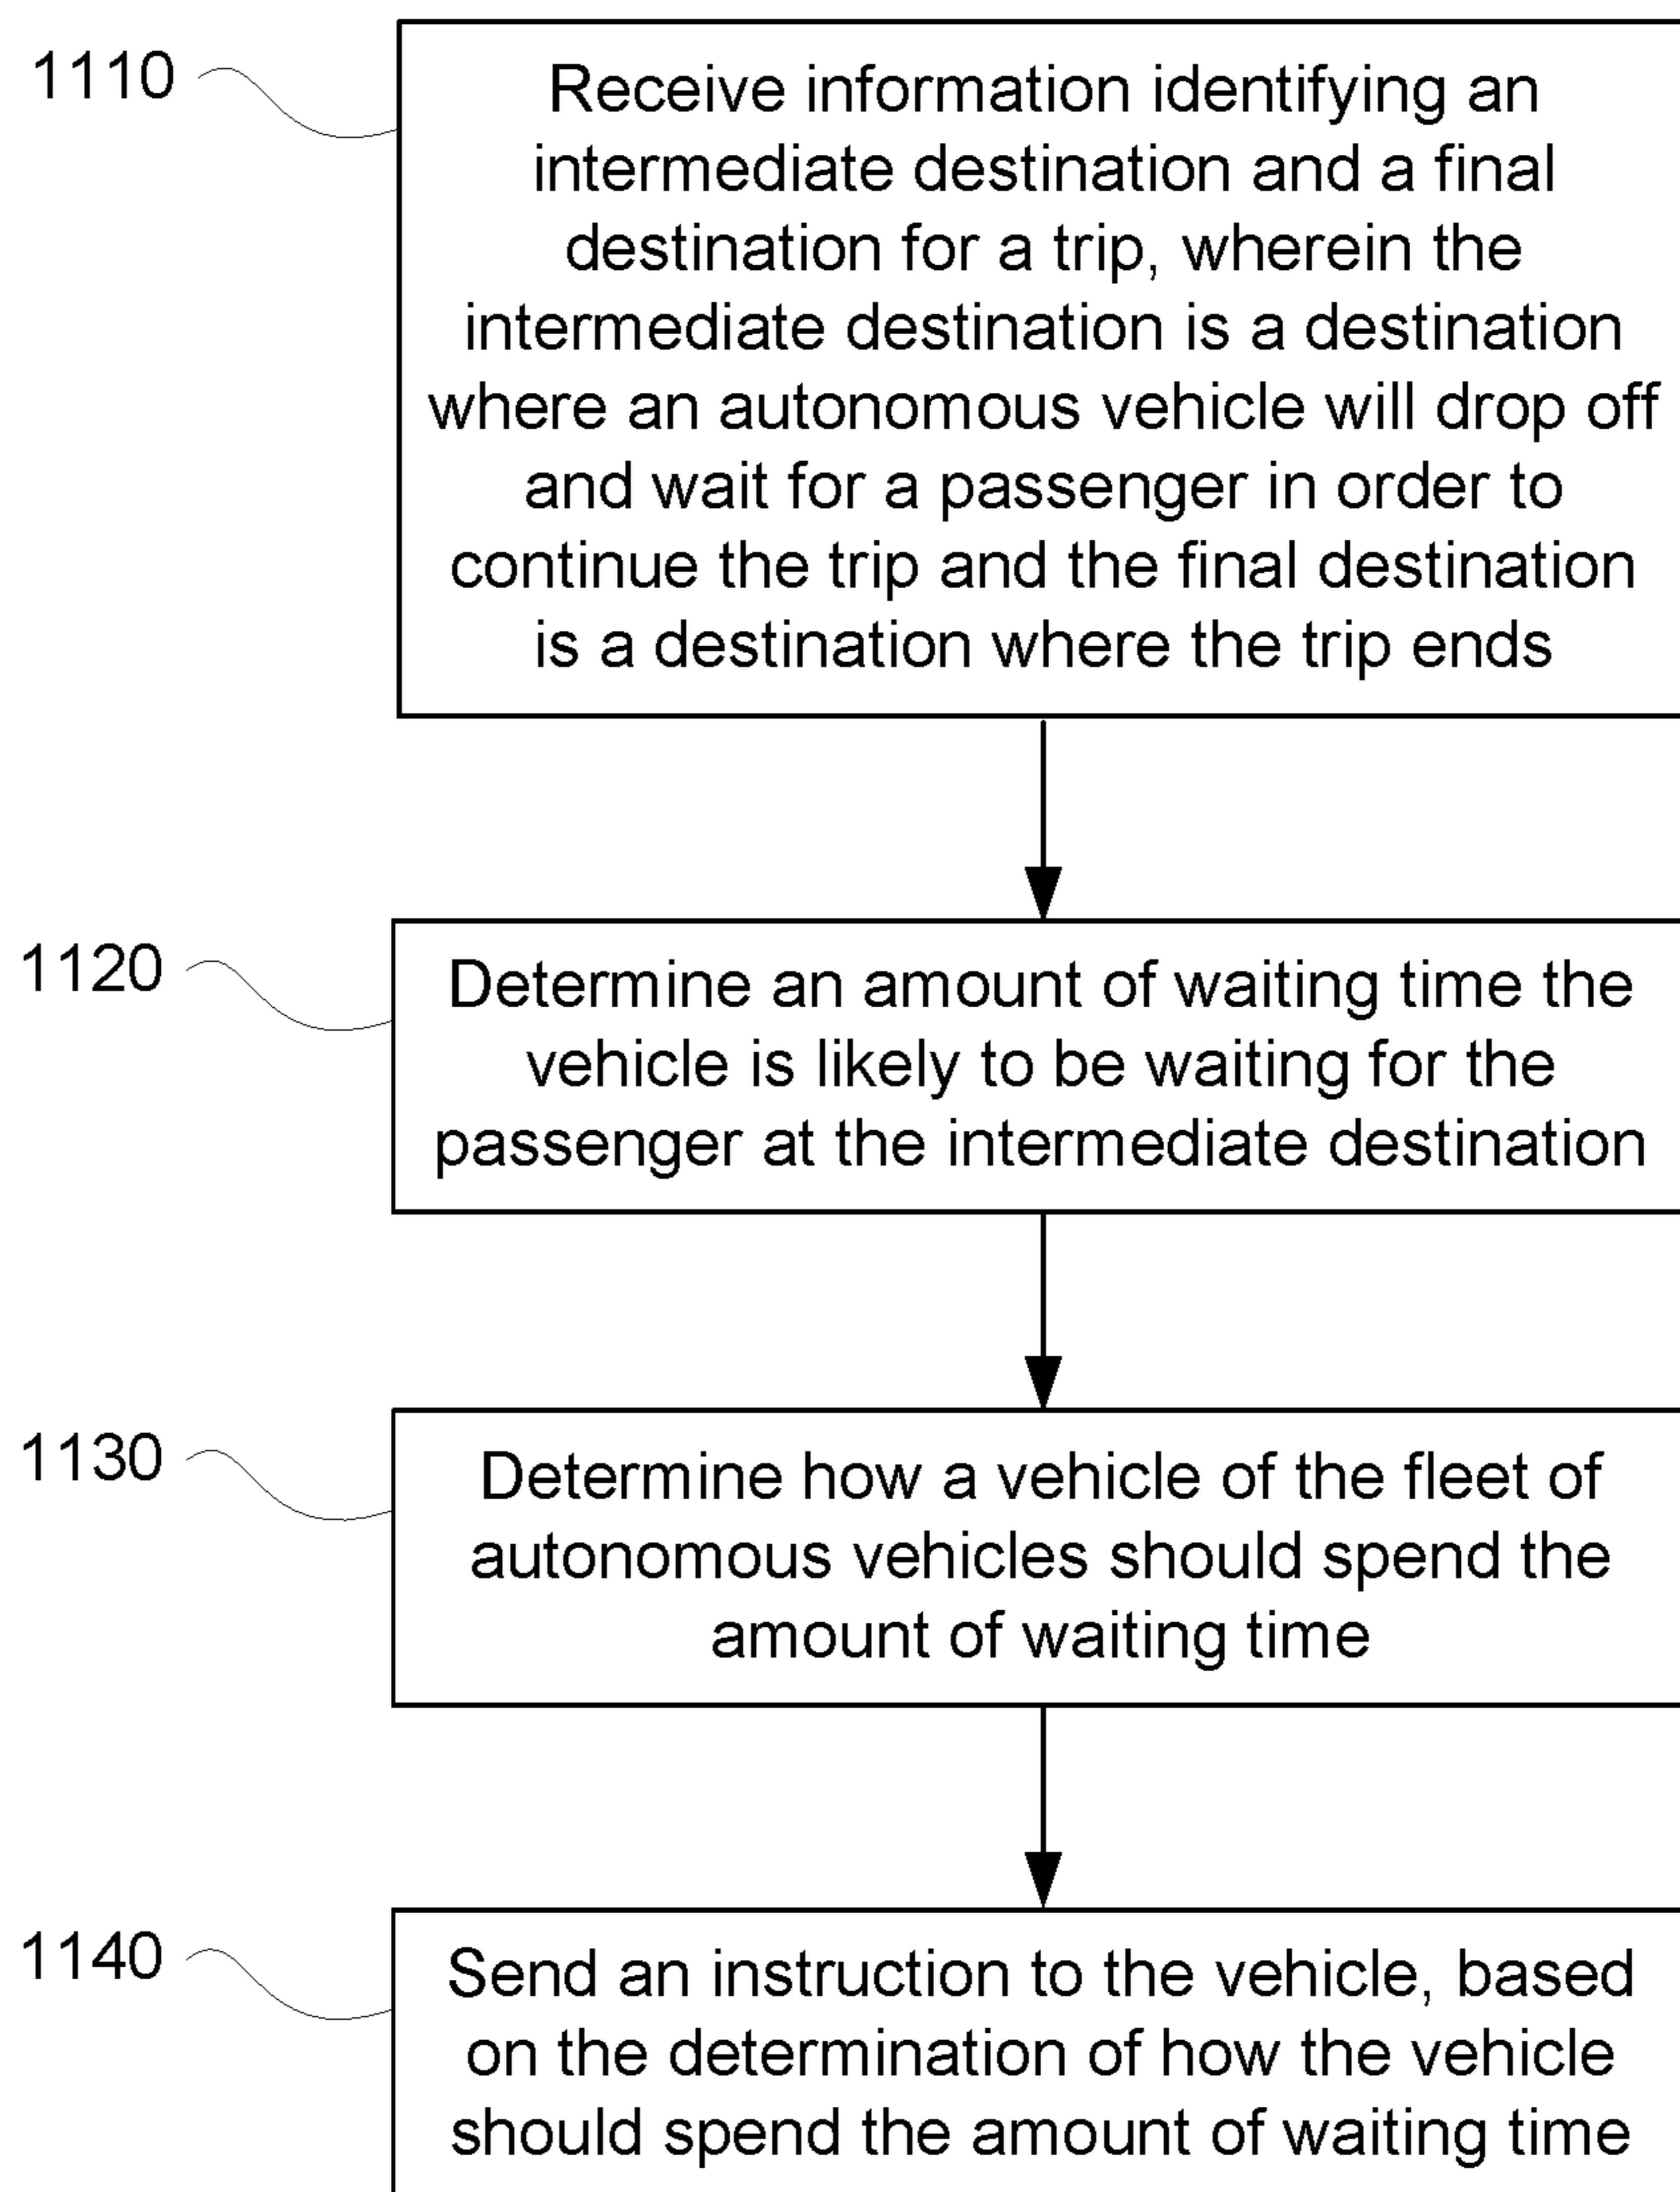 1110
Receive information identifying an
intermediate destination and a final
destination for a trip, wherein the
intermediate destination is a destination
where an autonomous vehicle will drop off
and wait for a passenger in order to
continue the trip and the final destination
is a destination where the trip ends
1120
Determine an amount of waiting time the
vehicle is likely to be waiting for the
passenger at the intermediate destination
1130
Determine how a vehicle of the fleet of
autonomous vehicles should spend the
amount of waiting time
1140
Send an instruction to the vehicle, based
on the determination of how the vehicle
should spend the amount of waiting time